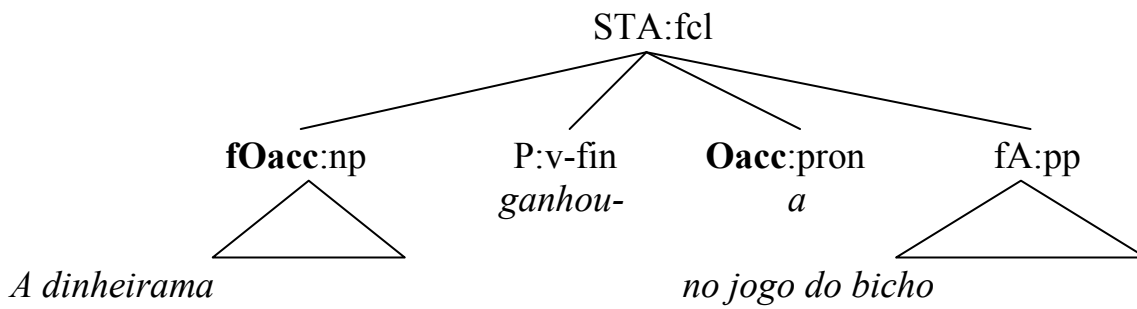 STA:fcl
fOacc:np P:v-fin Oacc:pron fA:pp
ganhou- a
A dinheirama no jogo do bicho